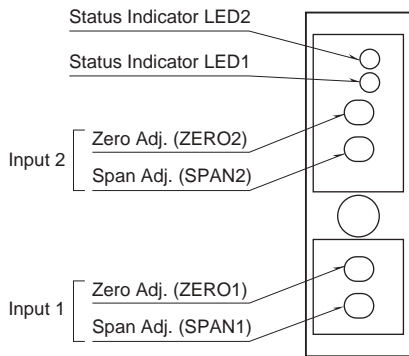 Status Indicator LED2
Status Indicator LED1
Zero Adj. (ZERO2)
Input 2
Span Adj. (SPAN2)
Zero Adj. (ZERO1)
Input 1
Span Adj. (SPAN1)